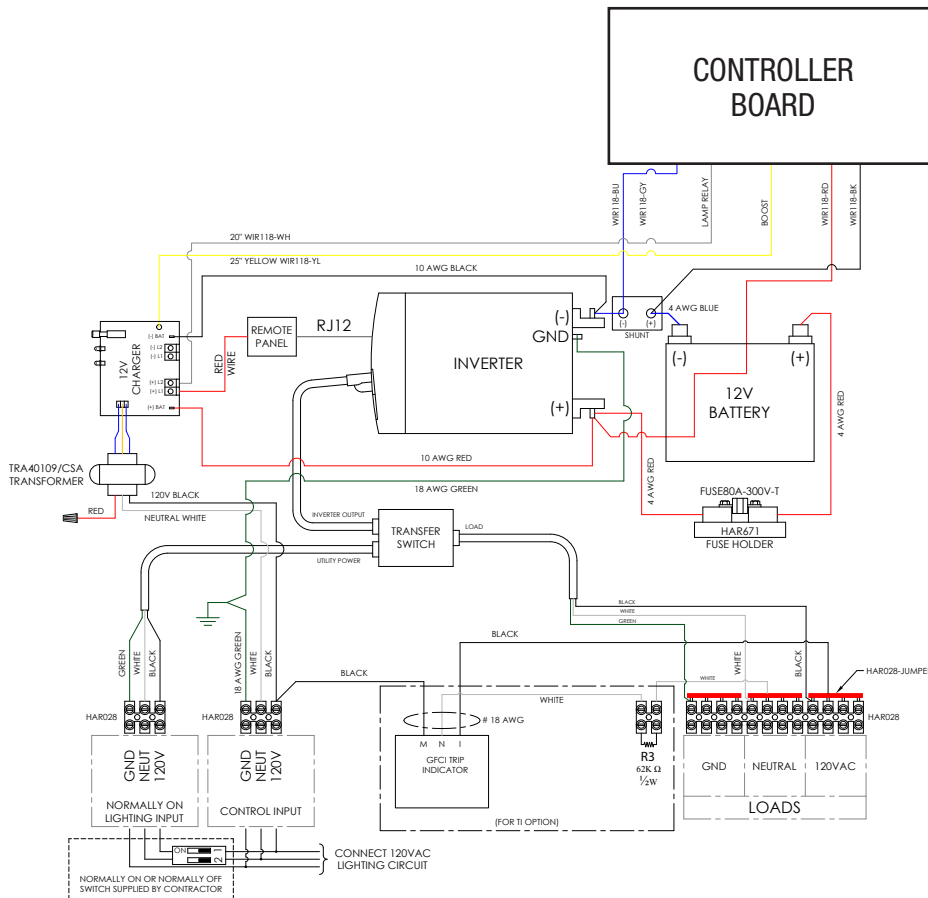 CONTROLLER
BOARD
WIR118-BU
WIR118-GY
LAMP RELAY
BOOST
WIR118-RD
WIR118-BK
20" WIR118-WH
25" YELLOW WIR118-YL
10 AWG BLACK
(-) BAT
(-) L2
(-) L1
(+) L2
(+) L1
(+) BAT
12V
CHARGER
RED
WIRE
REMOTE
PANEL
RJ12
INVERTER
(-)
GND
(+)
(-)
(+)
SHUNT
4 AWG BLUE
(-)
(+)
12V
BATTERY
4 AWG RED
4 AWG RED
10 AWG RED
18 AWG GREEN
FUSE80A-300V-T
HAR671
FUSE HOLDER
TRA40109/CSA
TRANSFORMER
120V BLACK
NEUTRAL WHITE
RED
INVERTER OUTPUT
UTILITY POWER
TRANSFER
SWITCH
LOAD
BLACK
WHITE
GREEN
GREEN
WHITE
BLACK
18 AWG GREEN
WHITE
BLACK
BLACK
BLACK
WHITE
BLACK
WHITE
WHITE
HAR028-JUMPE
HAR028
HAR028
HAR028
# 18 AWG
M N I
GFCI TRIP
INDICATOR
R3
62K Ω
½W
(FOR TI OPTION)
GND
NEUT
120V
NORMALLY ON
LIGHTING INPUT
GND
NEUT
120V
CONTROL INPUT
GND
NEUTRAL
120VAC
LOADS
ON
1
2
CONNECT 120VAC
LIGHTING CIRCUIT
NORMALLY ON OR NORMALLY OFF
SWITCH SUPPLIED BY CONTRACTOR